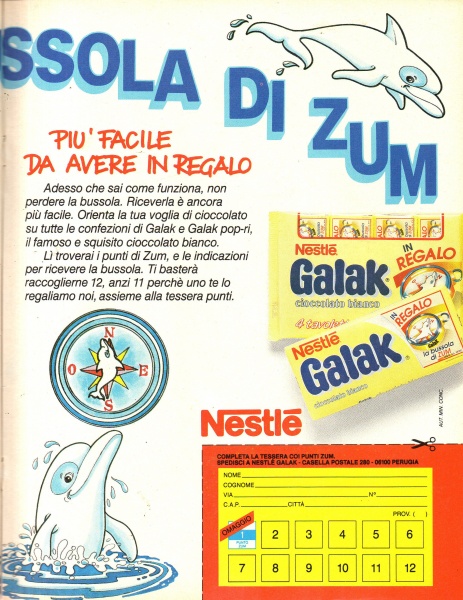 SSOLA DI ZUM
PIU' FACILE
DA AVERE IN REGALO
Adesso che sai come funziona, non
perdere la bussola. Riceverla è ancora
più facile. Orienta la tua voglia di cioccolato
su tutte le confezioni di Galak e Galak pop-ri,
il famoso e squisito cioccolato bianco.
Lì troverai i punti di Zum, e le indicazioni
per ricevere la bussola. Ti basterà
raccoglierne 12, anzi 11 perchè uno te lo
regaliamo noi, assieme alla tessera punti.
N
O E
S
Nestlé
Galak
cioccolato bianco
IN REGALO
Nestlé
Galak
cioccolato bianco
IN REGALO
la bussola
di ZUM
AUT. MIN. CONC.
Nestlé
COMPLETA LA TESSERA COI PUNTI ZUM.
SPEDISCI A NESTLÉ GALAK - CASELLA POSTALE 280 - 06100 PERUGIA
NOME
COGNOME
VIA N°
C.A.P. CITTÀ
PROV. ( )
OMAGGIO
1 2 3 4 5 6
PUNTO
ZUM
7 8 9 10 11 12